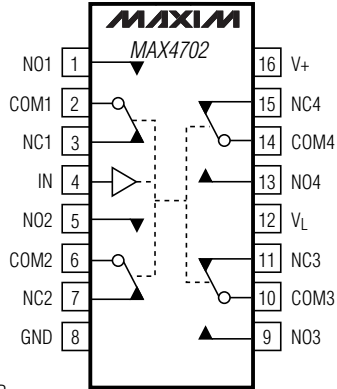 MAXIM
MAX4702
NO1 1
COM1 2
NC1 3
IN 4
NO2 5
COM2 6
NC2 7
GND 8
16 V+
15 NC4
14 COM4
13 NO4
12 VL
11 NC3
10 COM3
9 NO3